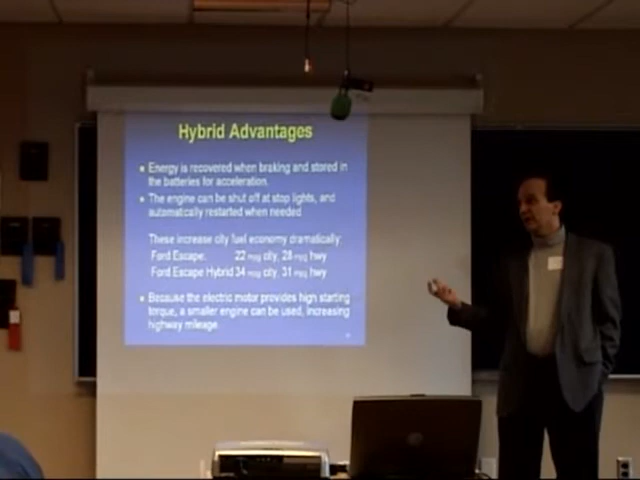 Hybrid Advantages
Energy is recovered when braking and stored in
the batteries for acceleration.
The engine can be shut off at stop lights, and
automatically restarted when needed
These increase city fuel economy dramatically:
Ford Escape: 22 mpg city, 28 mpg hwy
Ford Escape Hybrid 34 mpg city, 31 mpg hwy
Because the electric motor provides high starting
torque, a smaller engine can be used, increasing
highway mileage.